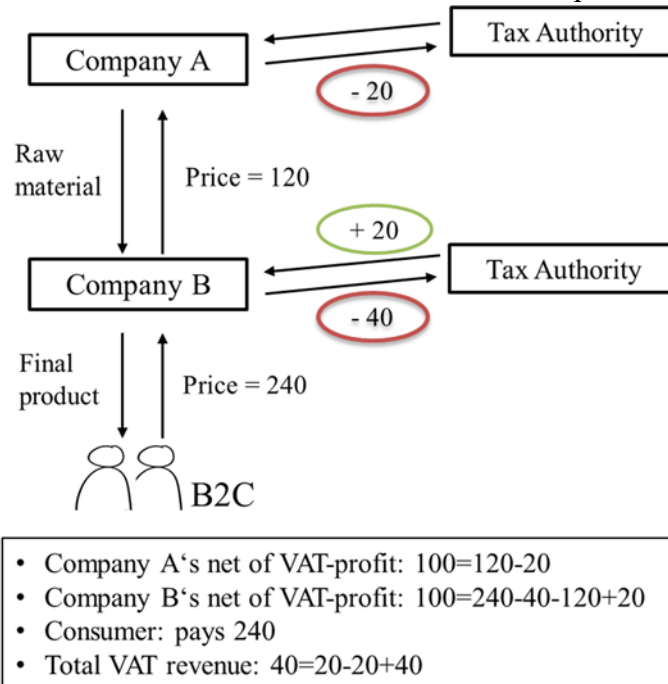 Tax Authority
Company A
- 20
Raw
material
Price = 120
+ 20
Company B
Tax Authority
- 40
Final
product
Price = 240
B2C
• Company A‘s net of VAT-profit: 100=120-20
• Company B‘s net of VAT-profit: 100=240-40-120+20
• Consumer: pays 240
• Total VAT revenue: 40=20-20+40